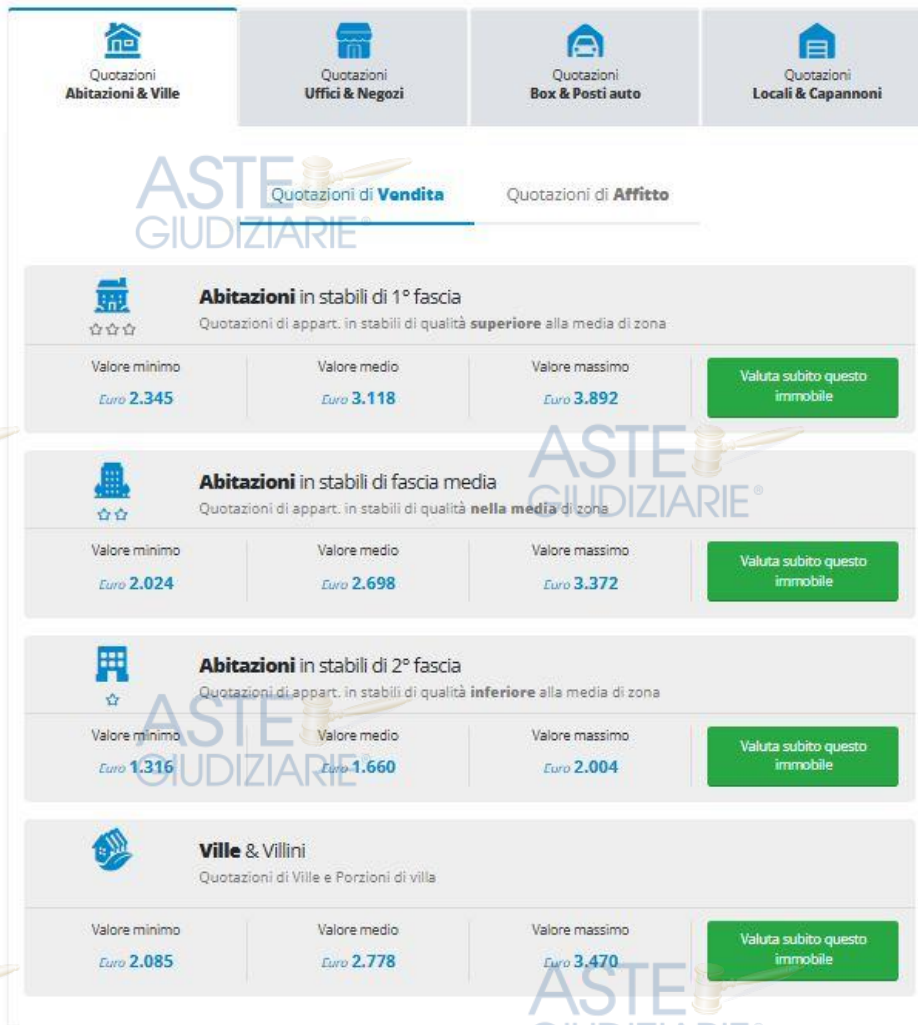 Quotazioni
Abitazioni & Ville
Quotazioni
Uffici & Negozi
Quotazioni
Box & Posti auto
Quotazioni
Locali & Capannoni
ASTE
GIUDIZIARIE®
Quotazioni di Vendita
Quotazioni di Affitto
Abitazioni in stabili di 1° fascia
Quotazioni di appart. in stabili di qualità superiore alla media di zona
Valore minimo
Valore medio
Valore massimo
Euro 2.345
Euro 3.118
Euro 3.892
Valuta subito questo
immobile
ASTE
GIUDIZIARIE®
Abitazioni in stabili di fascia media
Quotazioni di appart. in stabili di qualità nella media di zona
Valore minimo
Valore medio
Valore massimo
Euro 2.024
Euro 2.698
Euro 3.372
Valuta subito questo
immobile
Abitazioni in stabili di 2° fascia
Quotazioni di appart. in stabili di qualità inferiore alla media di zona
ASTE
GIUDIZIARIE®
Valore minimo
Valore medio
Valore massimo
Euro 1.316
Euro 1.660
Euro 2.004
Valuta subito questo
immobile
Ville & Villini
Quotazioni di Ville e Porzioni di villa
Valore minimo
Valore medio
Valore massimo
Euro 2.085
Euro 2.778
Euro 3.470
Valuta subito questo
immobile
ASTE
GIUDIZIARIE®